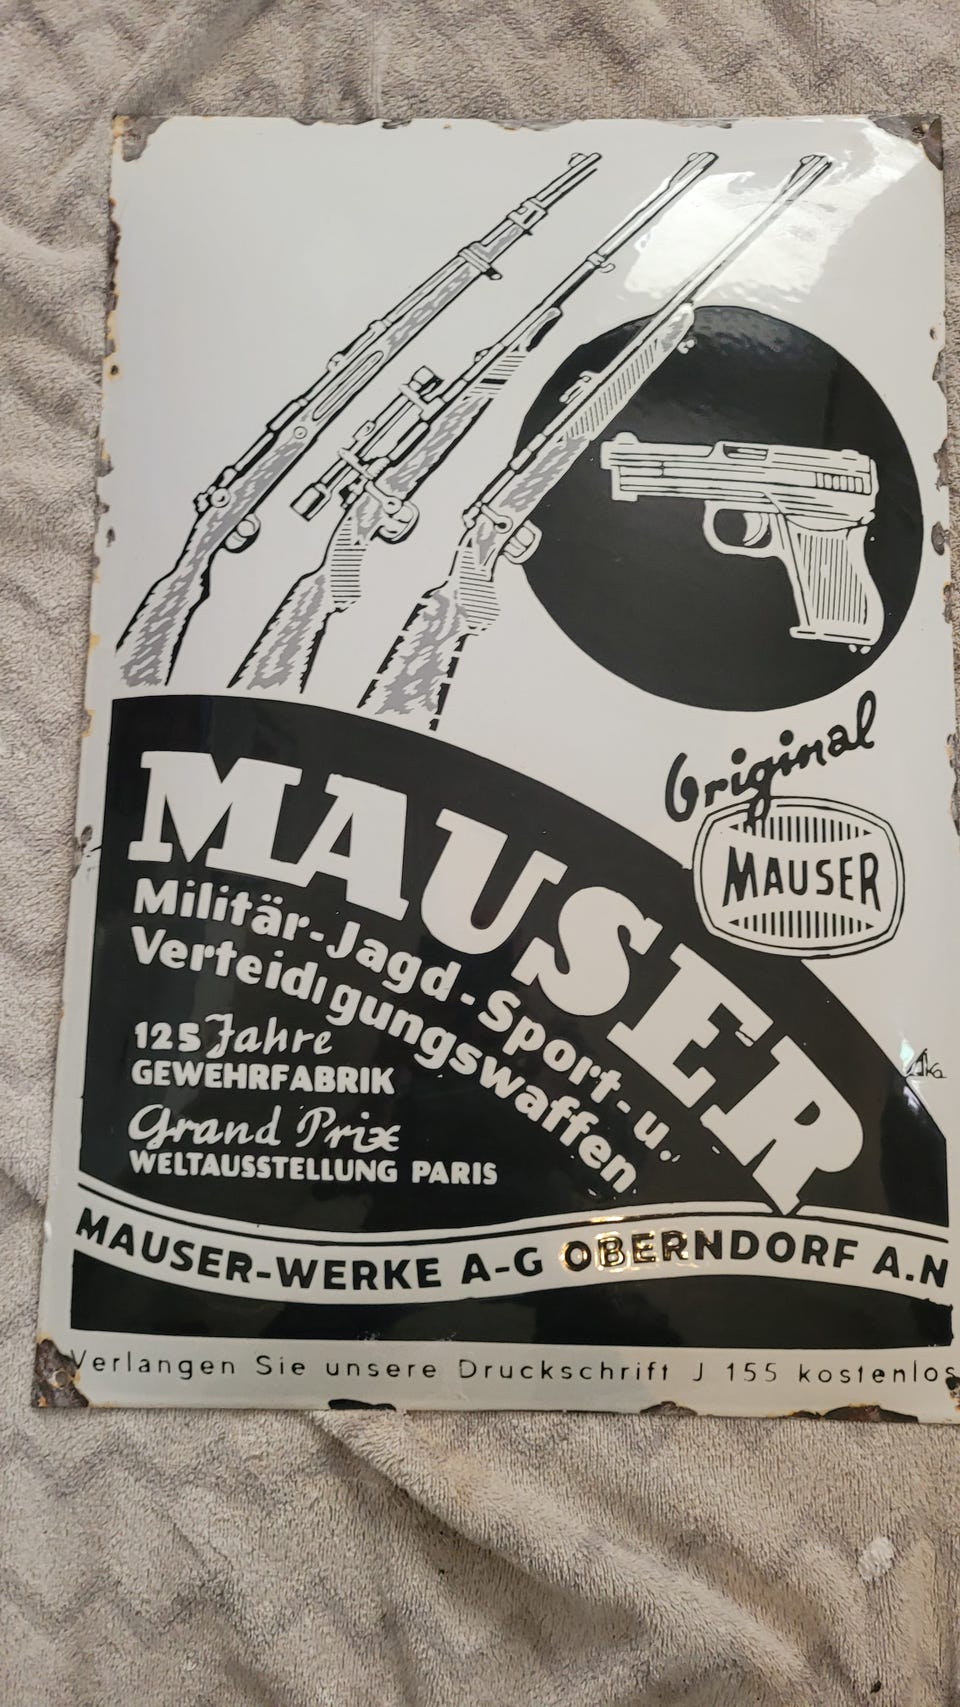 Original
MAUSER
MAUSER
Militär-Jagd-Sport-u.
Verteidigungswaffen
125 Jahre
GEWEHRFABRIK
Grand Prix
WELTAUSSTELLUNG PARIS
MAUSER-WERKE A-G OBERNDORF A.N
Verlangen Sie unsere Druckschrift J 155 kostenlos